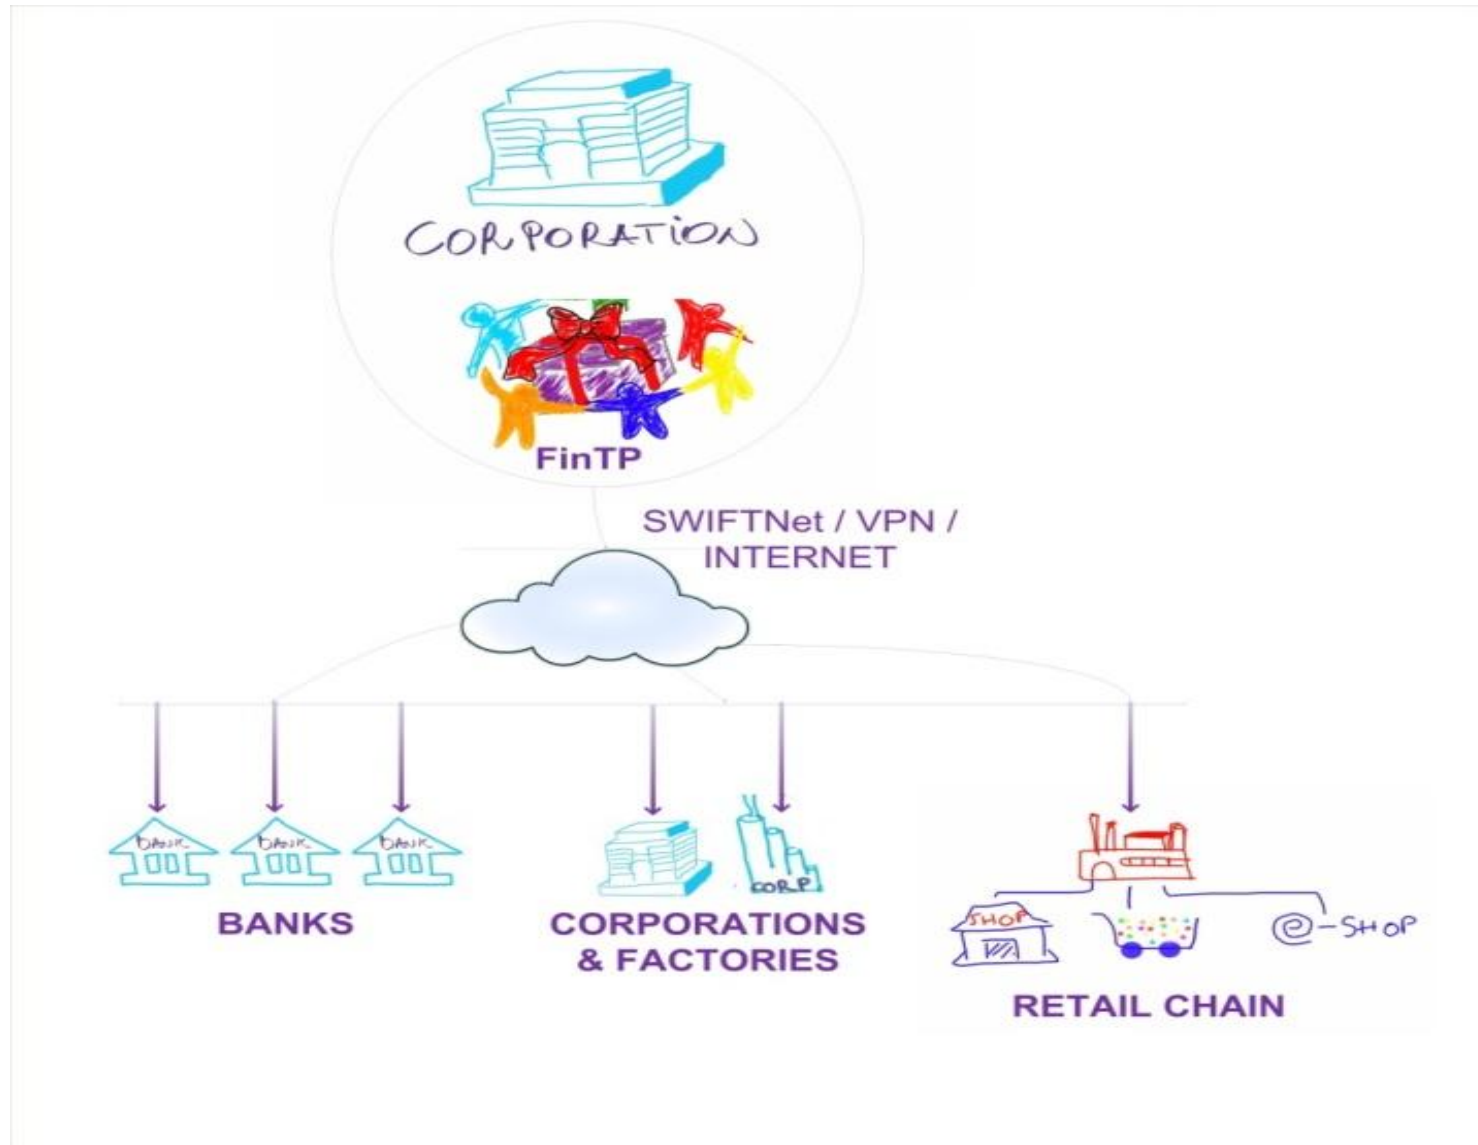 CORPORATION
FinTP
SWIFTNet / VPN /
INTERNET
BANK
BANK
BANK
BANKS
CORP
CORPORATIONS
& FACTORIES
SHOP
@-SHOP
RETAIL CHAIN